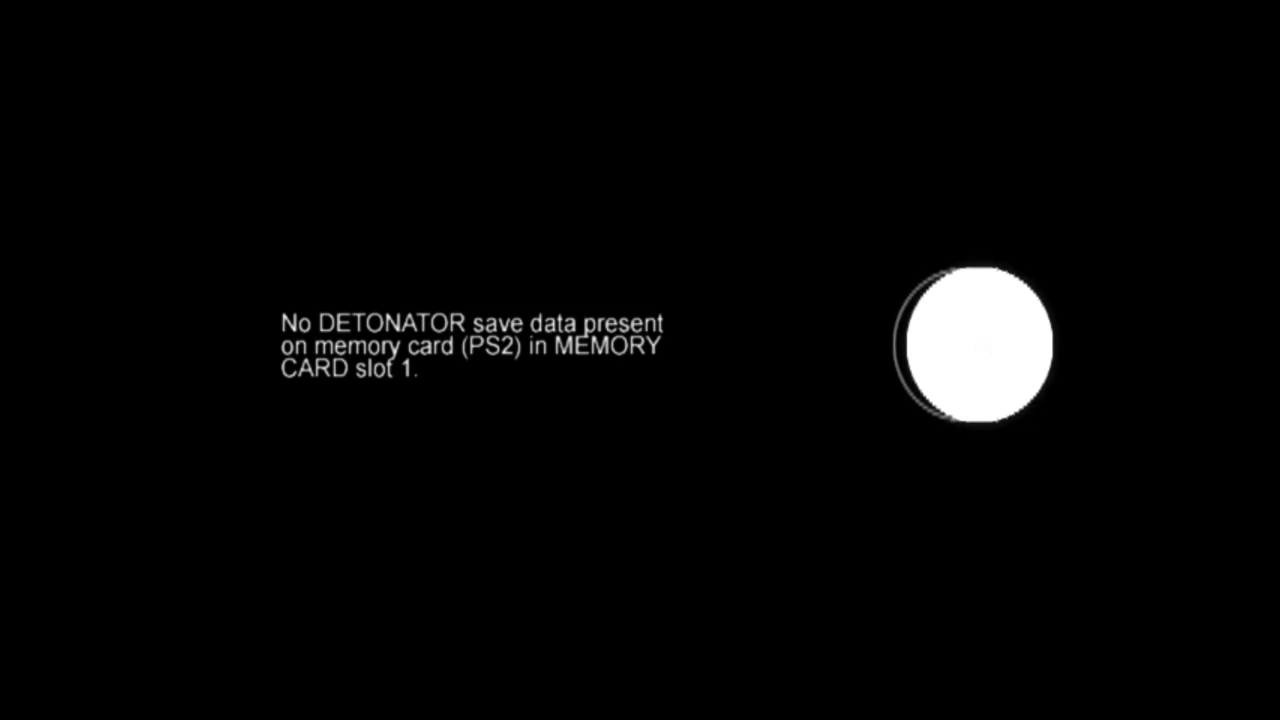 No DETONATOR save data present
on memory card (PS2) in MEMORY
CARD slot 1.